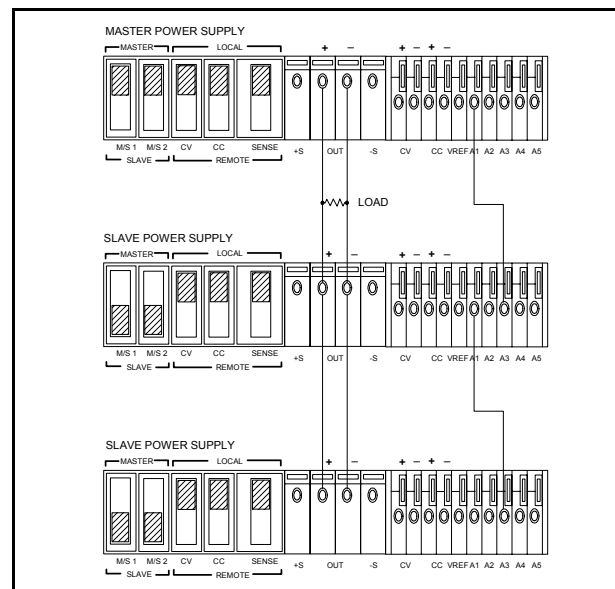 MASTER POWER SUPPLY
MASTER LOCAL + – + – + –
M/S 1 M/S 2 CV CC SENSE +S OUT -S CV CC VREF A1 A2 A3 A4 A5
SLAVE REMOTE
LOAD
SLAVE POWER SUPPLY
MASTER LOCAL + – + – + –
M/S 1 M/S 2 CV CC SENSE +S OUT -S CV CC VREF A1 A2 A3 A4 A5
SLAVE REMOTE
SLAVE POWER SUPPLY
MASTER LOCAL + – + – + –
M/S 1 M/S 2 CV CC SENSE +S OUT -S CV CC VREF A1 A2 A3 A4 A5
SLAVE REMOTE